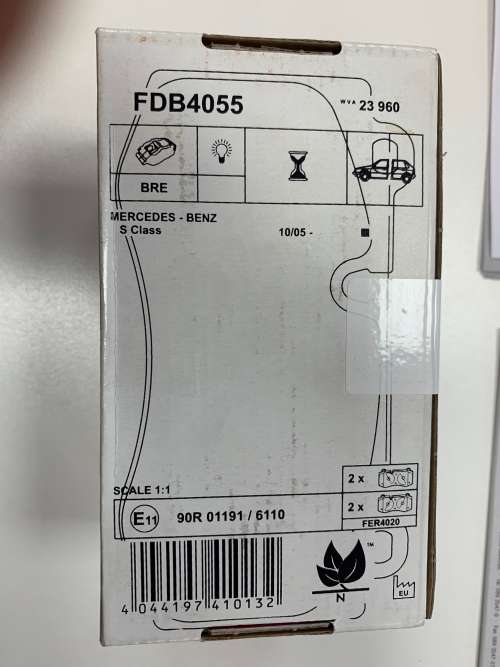 FDB4055
WVA 23 960
BRE
MERCEDES - BENZ
S Class 10/05 - ■
SCALE 1:1
2 x
E11 90R 01191 / 6110
2 x
FER4020
TM
N
EU
4 044197 410132